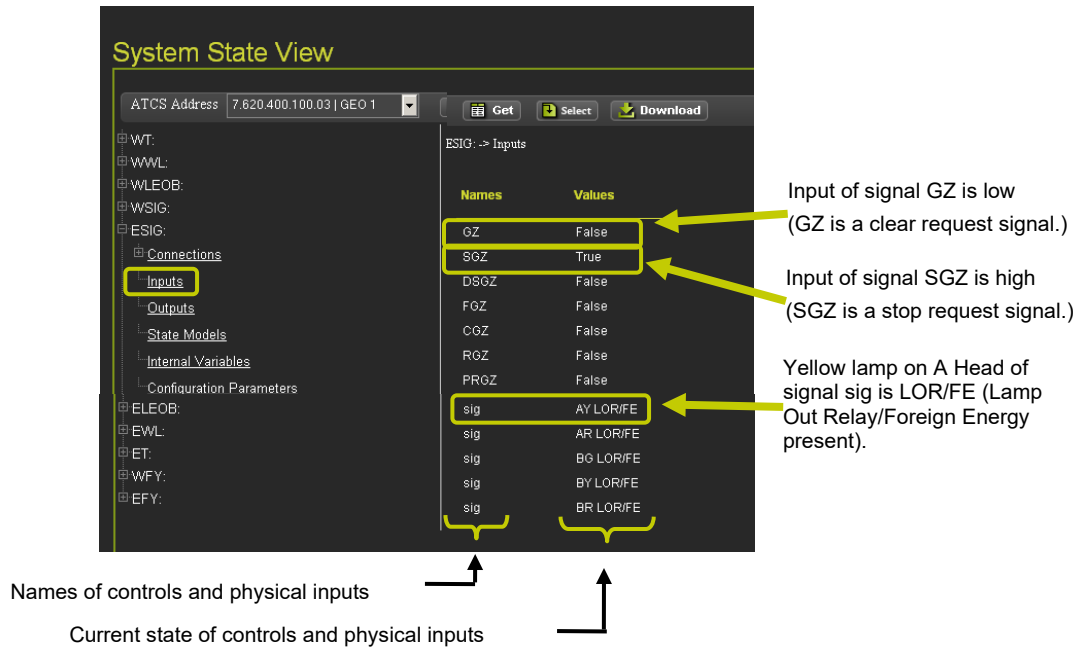 System State View
ATCS Address 7.620.400.100.03 | GEO 1
Get Select Download
WT:
WWL:
WLEOB:
WSIG:
ESIG:
Connections
Inputs
Outputs
State Models
Internal Variables
Configuration Parameters
ELEOB:
EWL:
ET:
WFY:
EFY:
ESIG: -> Inputs
Names Values
GZ False
SGZ True
DSGZ False
FGZ False
CGZ False
RGZ False
PRGZ False
sig AY LOR/FE
sig AR LOR/FE
sig BG LOR/FE
sig BY LOR/FE
sig BR LOR/FE
Input of signal GZ is low
(GZ is a clear request signal.)
Input of signal SGZ is high
(SGZ is a stop request signal.)
Yellow lamp on A Head of
signal sig is LOR/FE (Lamp
Out Relay/Foreign Energy
present).
Names of controls and physical inputs
Current state of controls and physical inputs